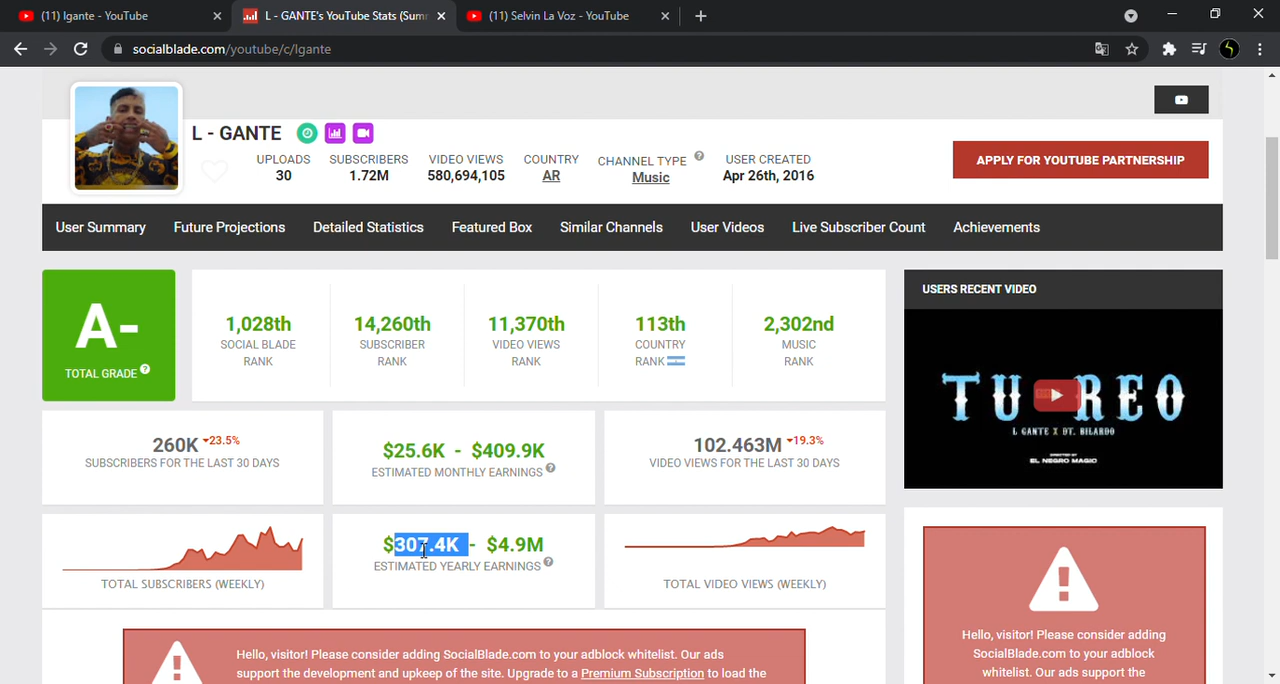 (11) lgante - YouTube
L - GANTE's YouTube Stats (Sum
(11) Selvin La Voz - YouTube
socialblade.com/youtube/c/lgante
L - GANTE
UPLOADS
30
SUBSCRIBERS
1.72M
VIDEO VIEWS
580,694,105
COUNTRY
AR
CHANNEL TYPE
Music
USER CREATED
Apr 26th, 2016
APPLY FOR YOUTUBE PARTNERSHIP
User Summary Future Projections Detailed Statistics Featured Box Similar Channels User Videos Live Subscriber Count Achievements
A-
TOTAL GRADE
1,028th
SOCIAL BLADE
RANK
14,260th
SUBSCRIBER
RANK
11,370th
VIDEO VIEWS
RANK
113th
COUNTRY
RANK
2,302nd
MUSIC
RANK
USERS RECENT VIDEO
TU REO
L GANTE X DT. BILARDO
DIRECTED BY
EL NEGRO MAGIC
260K 23.5%
SUBSCRIBERS FOR THE LAST 30 DAYS
$25.6K - $409.9K
ESTIMATED MONTHLY EARNINGS
102.463M 19.3%
VIDEO VIEWS FOR THE LAST 30 DAYS
TOTAL SUBSCRIBERS (WEEKLY)
$307.4K - $4.9M
ESTIMATED YEARLY EARNINGS
TOTAL VIDEO VIEWS (WEEKLY)
Hello, visitor! Please consider adding SocialBlade.com to your adblock whitelist. Our ads
support the development and upkeep of the site. Upgrade to a Premium Subscription to load the
Hello, visitor! Please consider adding
SocialBlade.com to your adblock
whitelist. Our ads support the